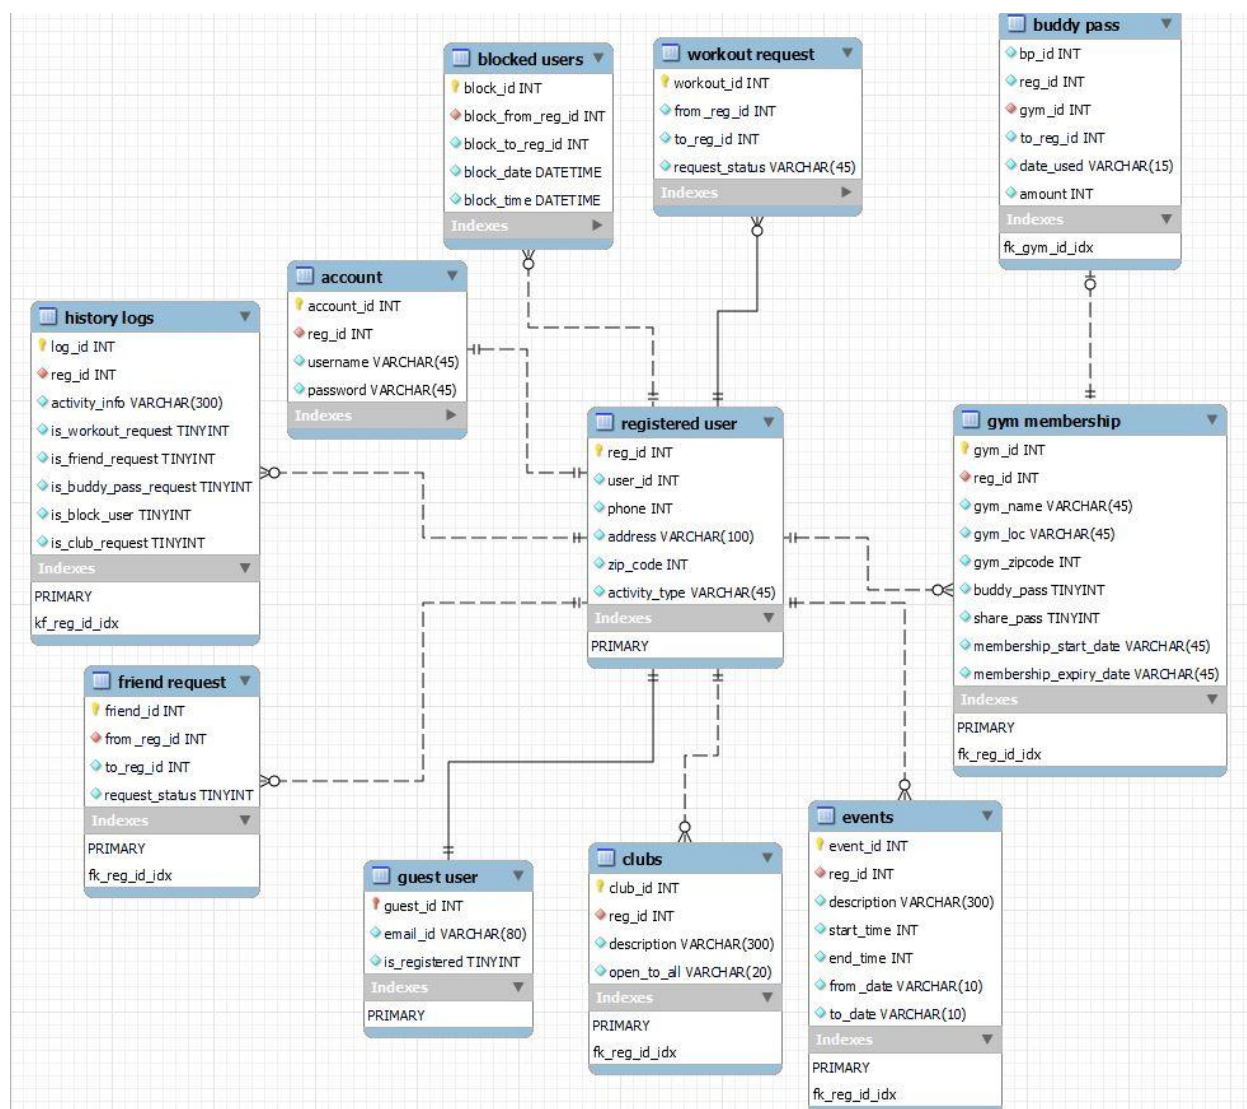 blocked users
block_id INT
block_from_reg_id INT
block_to_reg_id INT
block_date DATETIME
block_time DATETIME
Indexes
workout request
workout_id INT
from_reg_id INT
to_reg_id INT
request_status VARCHAR(45)
Indexes
buddy pass
bp_id INT
reg_id INT
gym_id INT
to_reg_id INT
date_used VARCHAR(15)
amount INT
Indexes
fk_gym_id_idx
account
account_id INT
reg_id INT
username VARCHAR(45)
password VARCHAR(45)
Indexes
history logs
log_id INT
reg_id INT
activity_info VARCHAR(300)
is_workout_request TINYINT
is_friend_request TINYINT
is_buddy_pass_request TINYINT
is_block_user TINYINT
is_club_request TINYINT
Indexes
PRIMARY
kf_reg_id_idx
registered user
reg_id INT
user_id INT
phone INT
address VARCHAR(100)
zip_code INT
activity_type VARCHAR(45)
Indexes
PRIMARY
gym membership
gym_id INT
reg_id INT
gym_name VARCHAR(45)
gym_loc VARCHAR(45)
gym_zipcode INT
buddy_pass TINYINT
share_pass TINYINT
membership_start_date VARCHAR(45)
membership_expiry_date VARCHAR(45)
Indexes
PRIMARY
fk_reg_id_idx
friend request
friend_id INT
from_reg_id INT
to_reg_id INT
request_status TINYINT
Indexes
PRIMARY
fk_reg_id_idx
guest user
guest_id INT
email_id VARCHAR(80)
is_registered TINYINT
Indexes
PRIMARY
clubs
club_id INT
reg_id INT
description VARCHAR(300)
open_to_all VARCHAR(20)
Indexes
PRIMARY
fk_reg_id_idx
events
event_id INT
reg_id INT
description VARCHAR(300)
start_time INT
end_time INT
from_date VARCHAR(10)
to_date VARCHAR(10)
Indexes
PRIMARY
fk_reg_id_idx